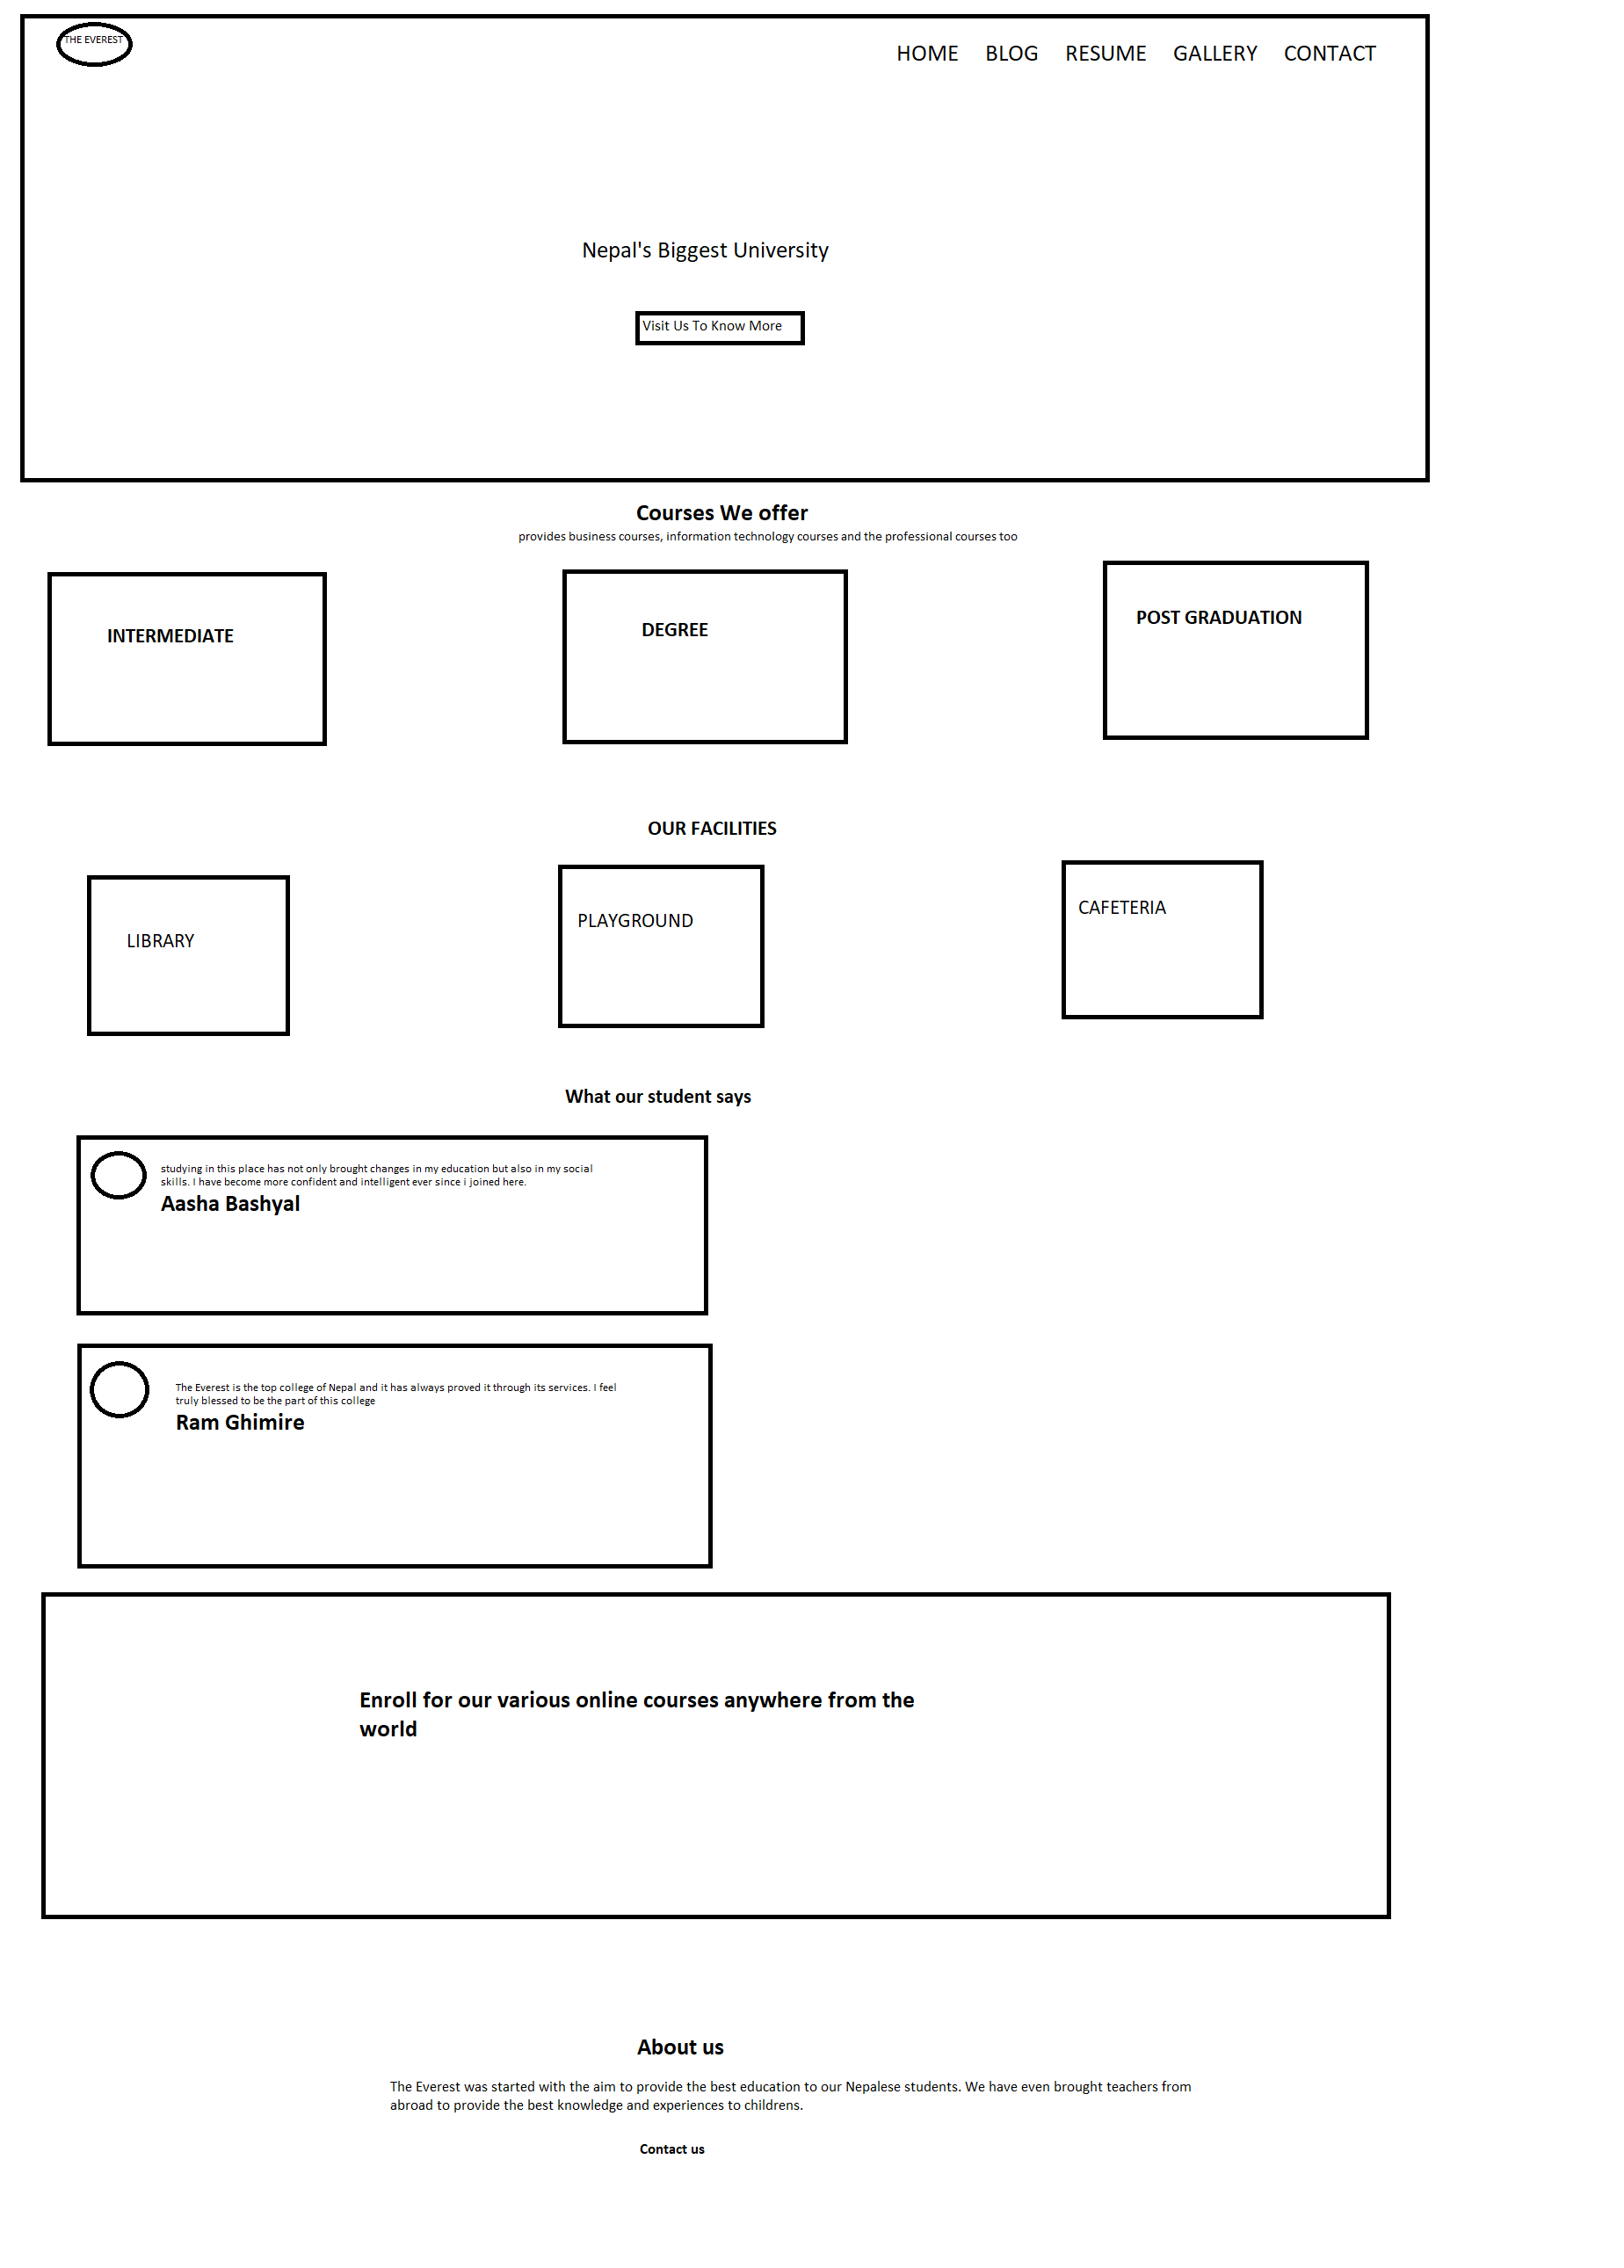 THE EVEREST
HOME BLOG RESUME GALLERY CONTACT
Nepal's Biggest University
Visit Us To Know More
Courses We offer
provides business courses, information technology courses and the professional courses too
INTERMEDIATE
DEGREE
POST GRADUATION
OUR FACILITIES
LIBRARY
PLAYGROUND
CAFETERIA
What our student says
studying in this place has not only brought changes in my education but also in my social
skills. I have become more confident and intelligent ever since i joined here.
Aasha Bashyal
The Everest is the top college of Nepal and it has always proved it through its services. I feel
truly blessed to be the part of this college
Ram Ghimire
Enroll for our various online courses anywhere from the
world
About us
The Everest was started with the aim to provide the best education to our Nepalese students. We have even brought teachers from
abroad to provide the best knowledge and experiences to childrens.
Contact us